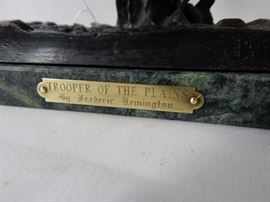 TROOPER OF THE PLAINS
By Frederic Remington